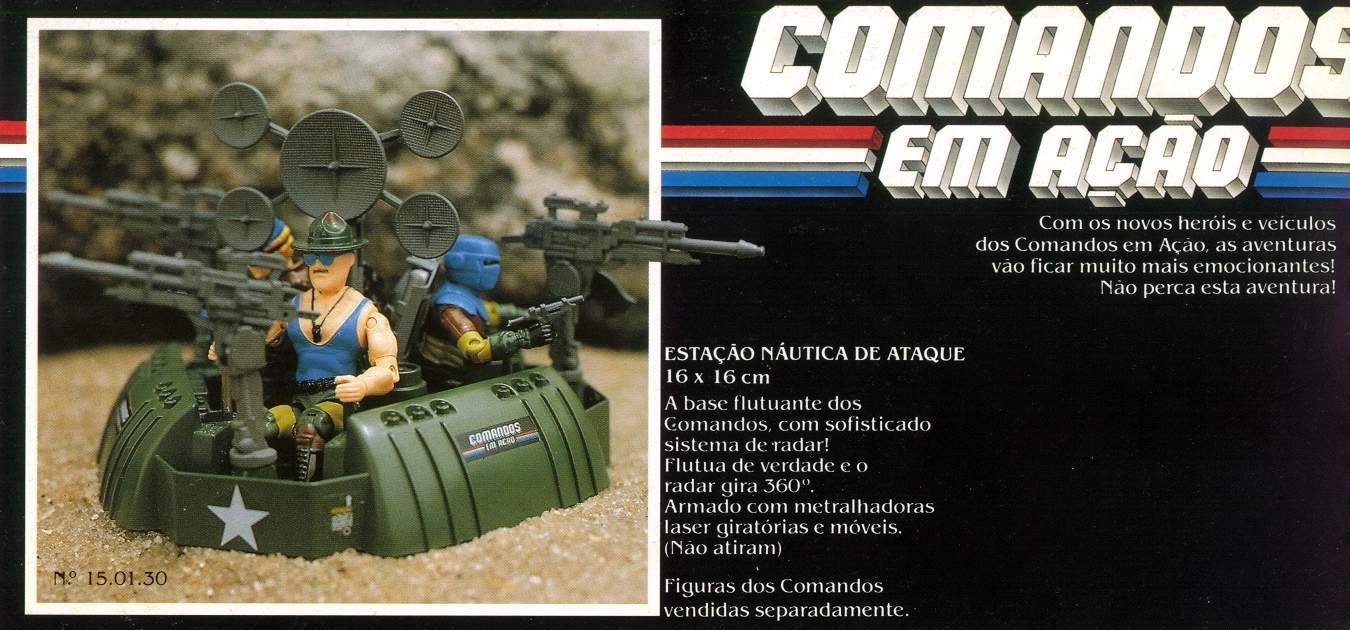 COMANDOS
EM AÇÃO
Com os novos heróis e veículos
dos Comandos em Ação, as aventuras
vão ficar muito mais emocionantes!
Não perca esta aventura!
ESTAÇÃO NÁUTICA DE ATAQUE
16 x 16 cm
A base flutuante dos
Comandos, com sofisticado
sistema de radar!
Flutua de verdade e o
radar gira 360º.
Armado com metralhadoras
laser giratórias e móveis.
(Não atiram)
Figuras dos Comandos
vendidas separadamente.
COMANDOS
EM AÇÃO
N.º 15.01.30